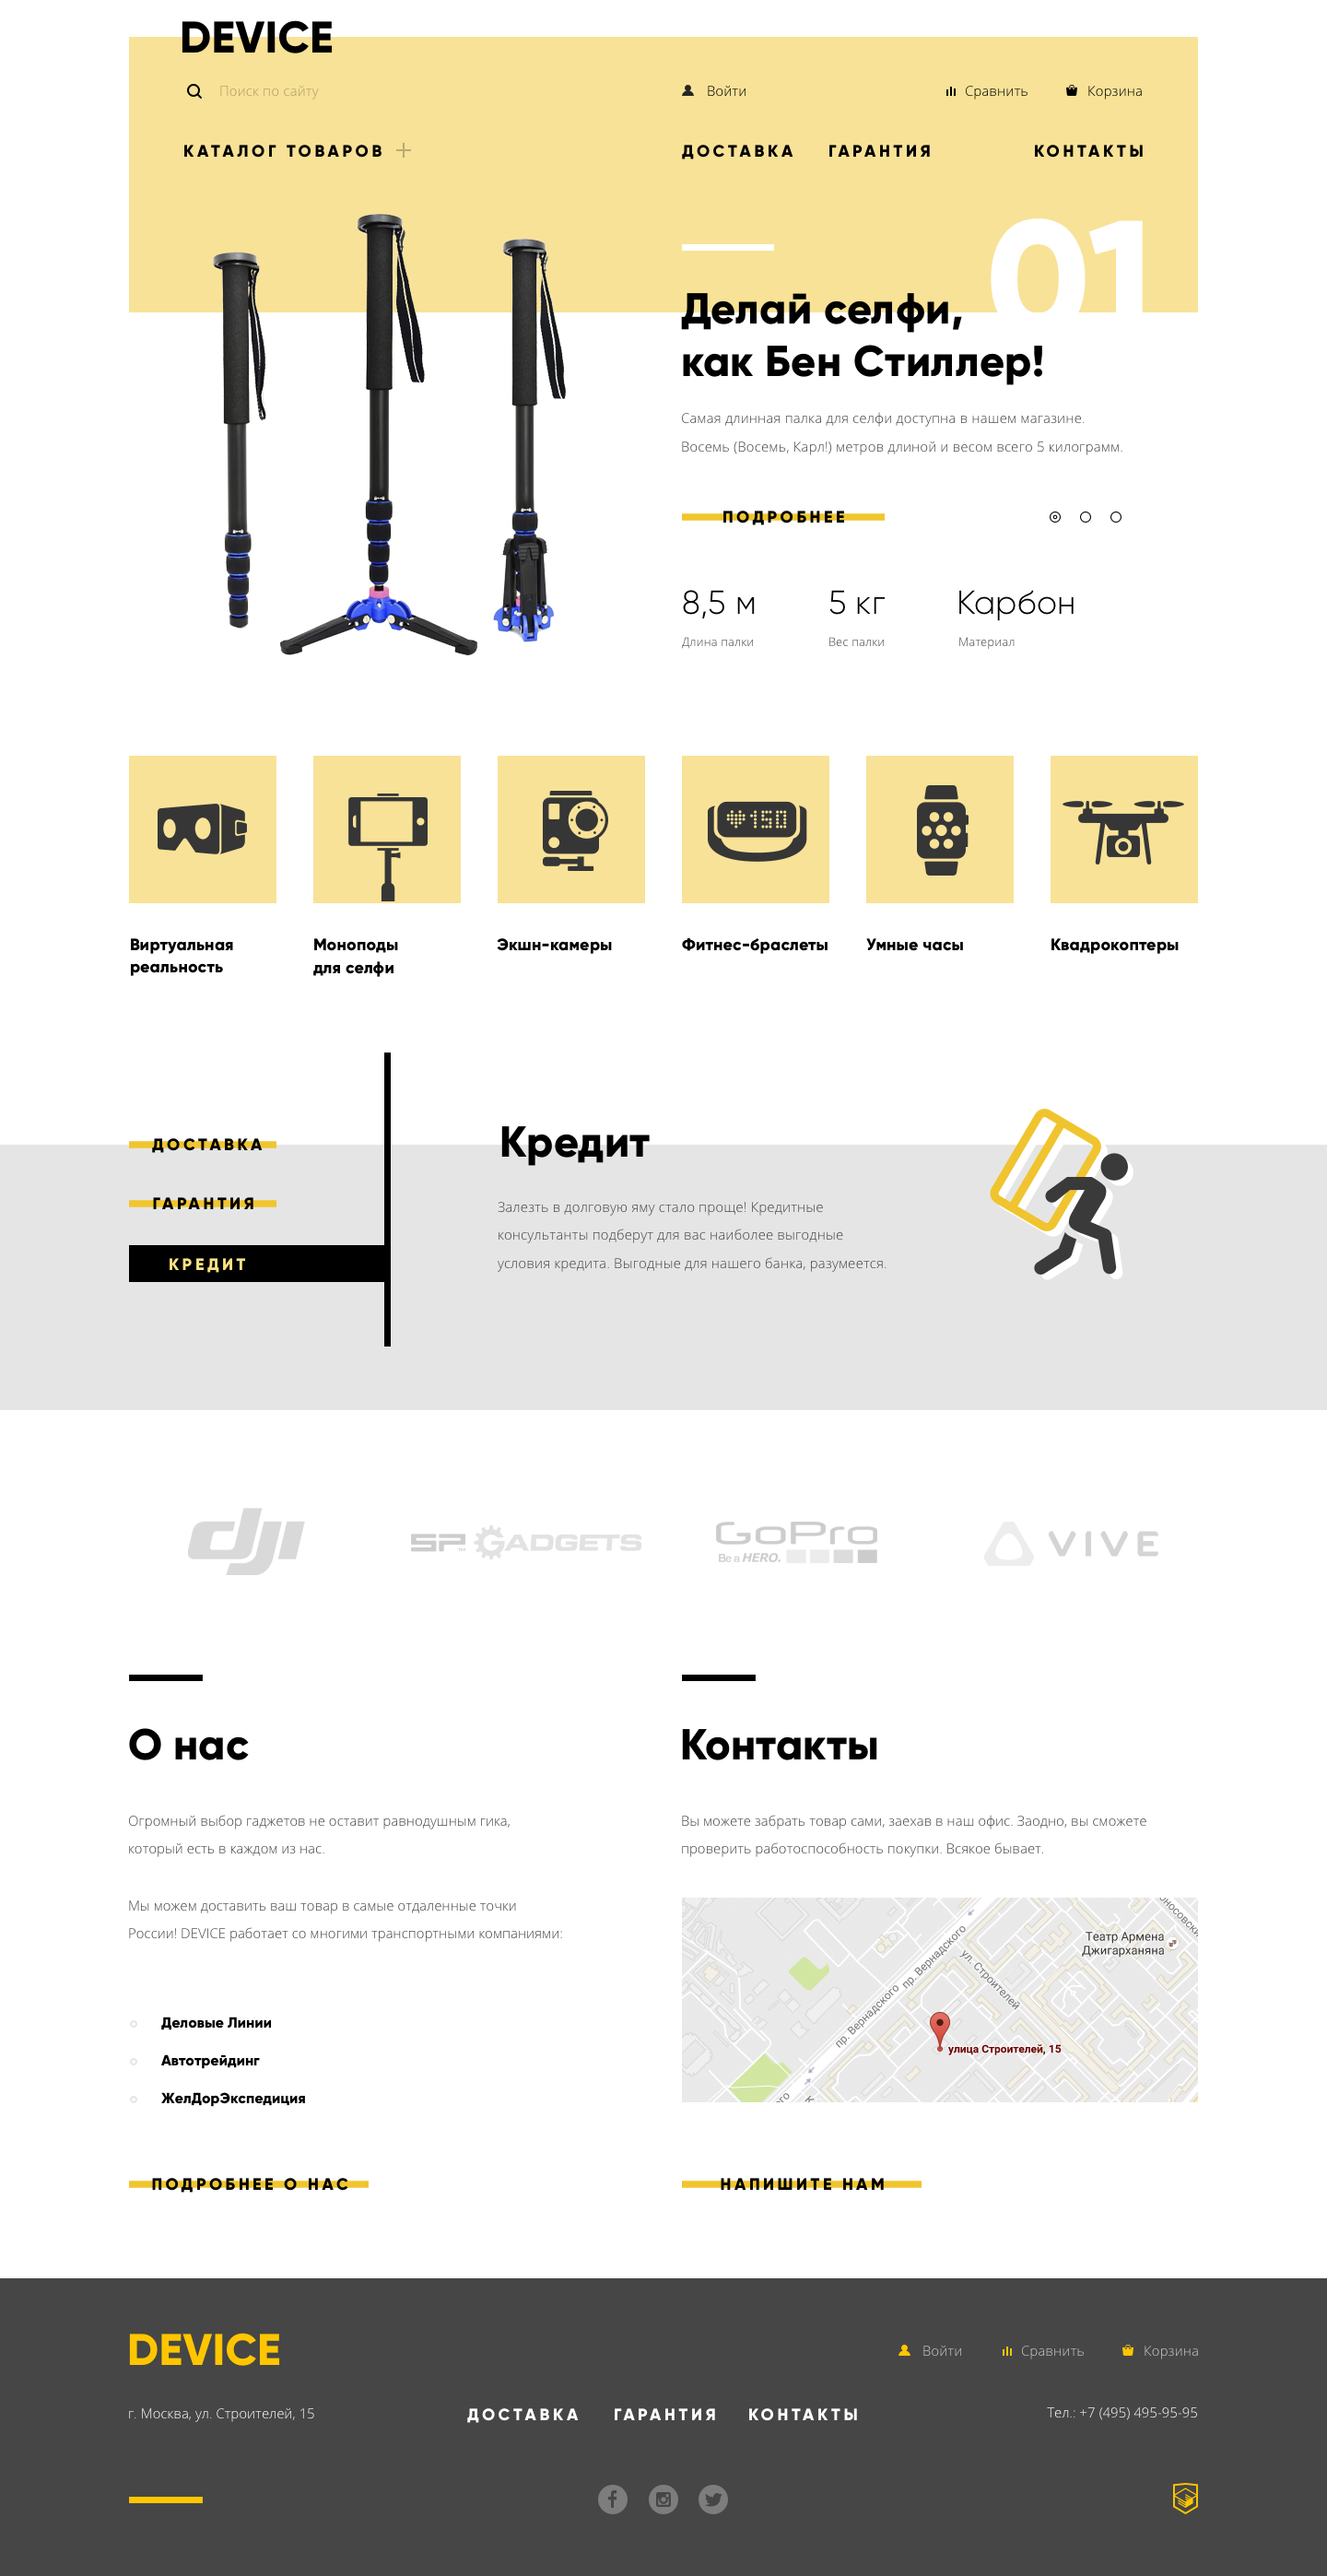 DEVICE
Поиск по сайту
Войти
Сравнить
Корзина
КАТАЛОГ ТОВАРОВ
ДОСТАВКА
ГАРАНТИЯ
КОНТАКТЫ
01
Делай селфи,
как Бен Стиллер!
Самая длинная палка для селфи доступна в нашем магазине.
Восемь (Восемь, Карл!) метров длиной и весом всего 5 килограмм.
ПОДРОБНЕЕ
8,5 м
5 кг
Карбон
Длина палки
Вес палки
Материал
150
Виртуальная
реальность
Моноподы
для селфи
Экшн-камеры
Фитнес-браслеты
Умные часы
Квадрокоптеры
ДОСТАВКА
ГАРАНТИЯ
КРЕДИТ
Кредит
Залезть в долговую яму стало проще! Кредитные
консультанты подберут для вас наиболее выгодные
условия кредита. Выгодные для нашего банка, разумеется.
dji
SP GADGETS
GoPro
Be a HERO.
VIVE
О нас
Огромный выбор гаджетов не оставит равнодушным гика,
который есть в каждом из нас.
Мы можем доставить ваш товар в самые отдаленные точки
России! DEVICE работает со многими транспортными компаниями:
Деловые Линии
Автотрейдинг
ЖелДорЭкспедиция
ПОДРОБНЕЕ О НАС
Контакты
Вы можете забрать товар сами, заехав в наш офис. Заодно, вы сможете
проверить работоспособность покупки. Всякое бывает.
Театр Армена
Джигарханяна
пр. Вернадского
ул. Строителей
пр. Вернадского
улица Строителей, 15
НАПИШИТЕ НАМ
DEVICE
Войти
Сравнить
Корзина
г. Москва, ул. Строителей, 15
ДОСТАВКА
ГАРАНТИЯ
КОНТАКТЫ
Тел.: +7 (495) 495-95-95